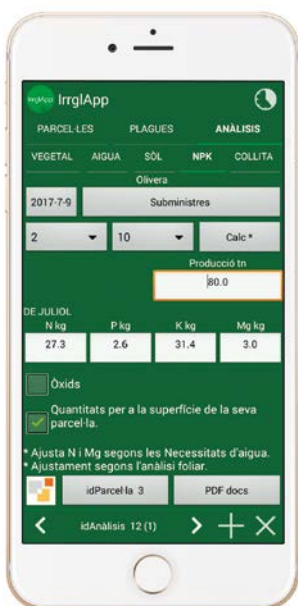 IrrglApp IrrglApp
PARCEL·LES PLAGUES ANÀLISIS
VEGETAL AIGUA SÒL NPK COLLITA
Olivera
2017-7-9 Subministres
2 10 Calc *
Producció tn
80.0
DE JULIOL
N kg P kg K kg Mg kg
27.3 2.6 31.4 3.0
Òxids
Quantitats per a la superfície de la seva
parcel·la.
* Ajusta N i Mg segons les Necessitats d'aigua.
* Ajustament segons l'anàlisi foliar.
idParcel·la 3 PDF docs
idAnàlisis 12 (1)